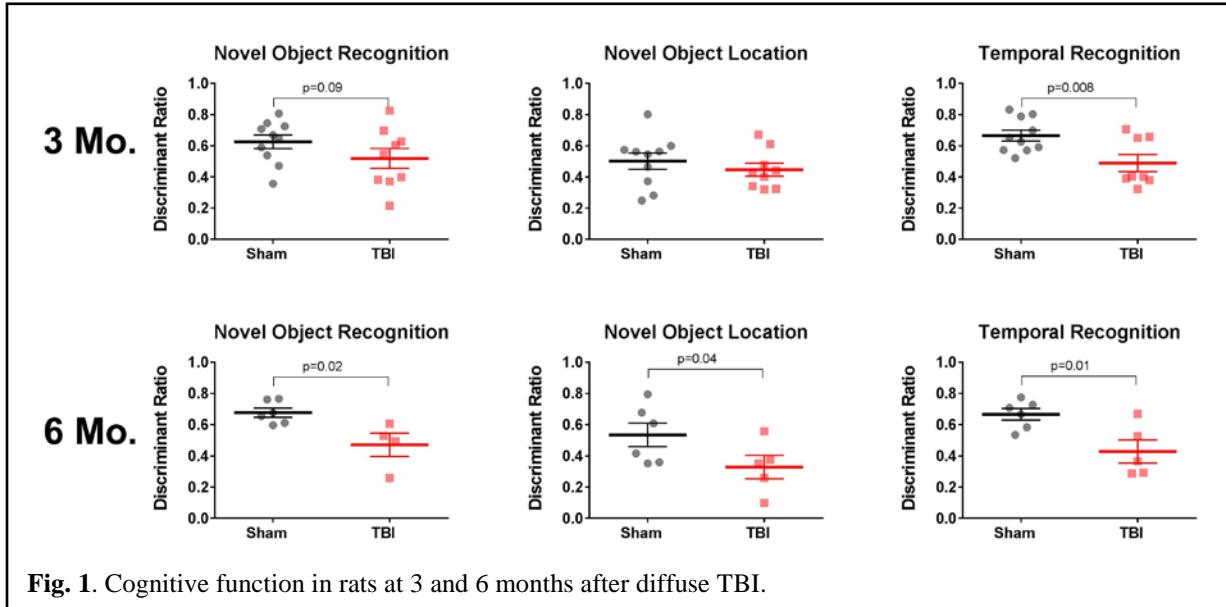 Novel Object Recognition
Novel Object Location
Temporal Recognition
3 Mo.
Discriminant Ratio
1.0
0.8
0.6
0.4
0.2
0.0
p=0.09
Sham
TBI
Discriminant Ratio
1.0
0.8
0.6
0.4
0.2
0.0
Sham
TBI
Discriminant Ratio
1.0
0.8
0.6
0.4
0.2
0.0
p=0.008
Sham
TBI
Novel Object Recognition
Novel Object Location
Temporal Recognition
6 Mo.
Discriminant Ratio
1.0
0.8
0.6
0.4
0.2
0.0
p=0.02
Sham
TBI
Discriminant Ratio
1.0
0.8
0.6
0.4
0.2
0.0
p=0.04
Sham
TBI
Discriminant Ratio
1.0
0.8
0.6
0.4
0.2
0.0
p=0.01
Sham
TBI
Fig. 1. Cognitive function in rats at 3 and 6 months after diffuse TBI.